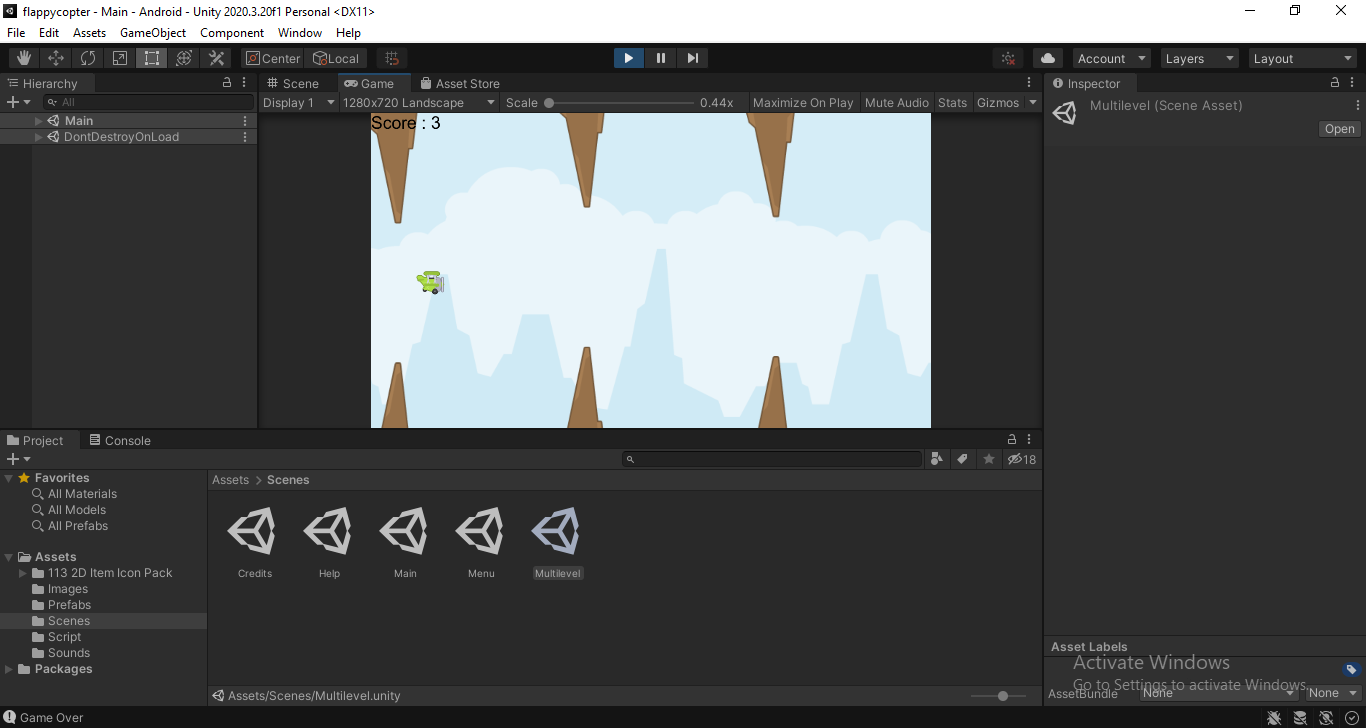 flappycopter - Main - Android - Unity 2020.3.20f1 Personal <DX11>
File Edit Assets GameObject Component Window Help
Center Local Account Layers Layout
Hierarchy Scene Game Asset Store Inspector
All Display 1 1280x720 Landscape Scale 0.44x Maximize On Play Mute Audio Stats Gizmos
Multilevel (Scene Asset)
Open
Main
DontDestroyOnLoad
Score : 3
Project Console
18
Favorites
All Materials
All Models
All Prefabs
Assets
113 2D Item Icon Pack
Images
Prefabs
Scenes
Script
Sounds
Packages
Assets > Scenes
Credits Help Main Menu Multilevel
Assets/Scenes/Multilevel.unity
Asset Labels
Activate Windows
Go to Settings to activate Windows.
AssetBundle None None
Game Over